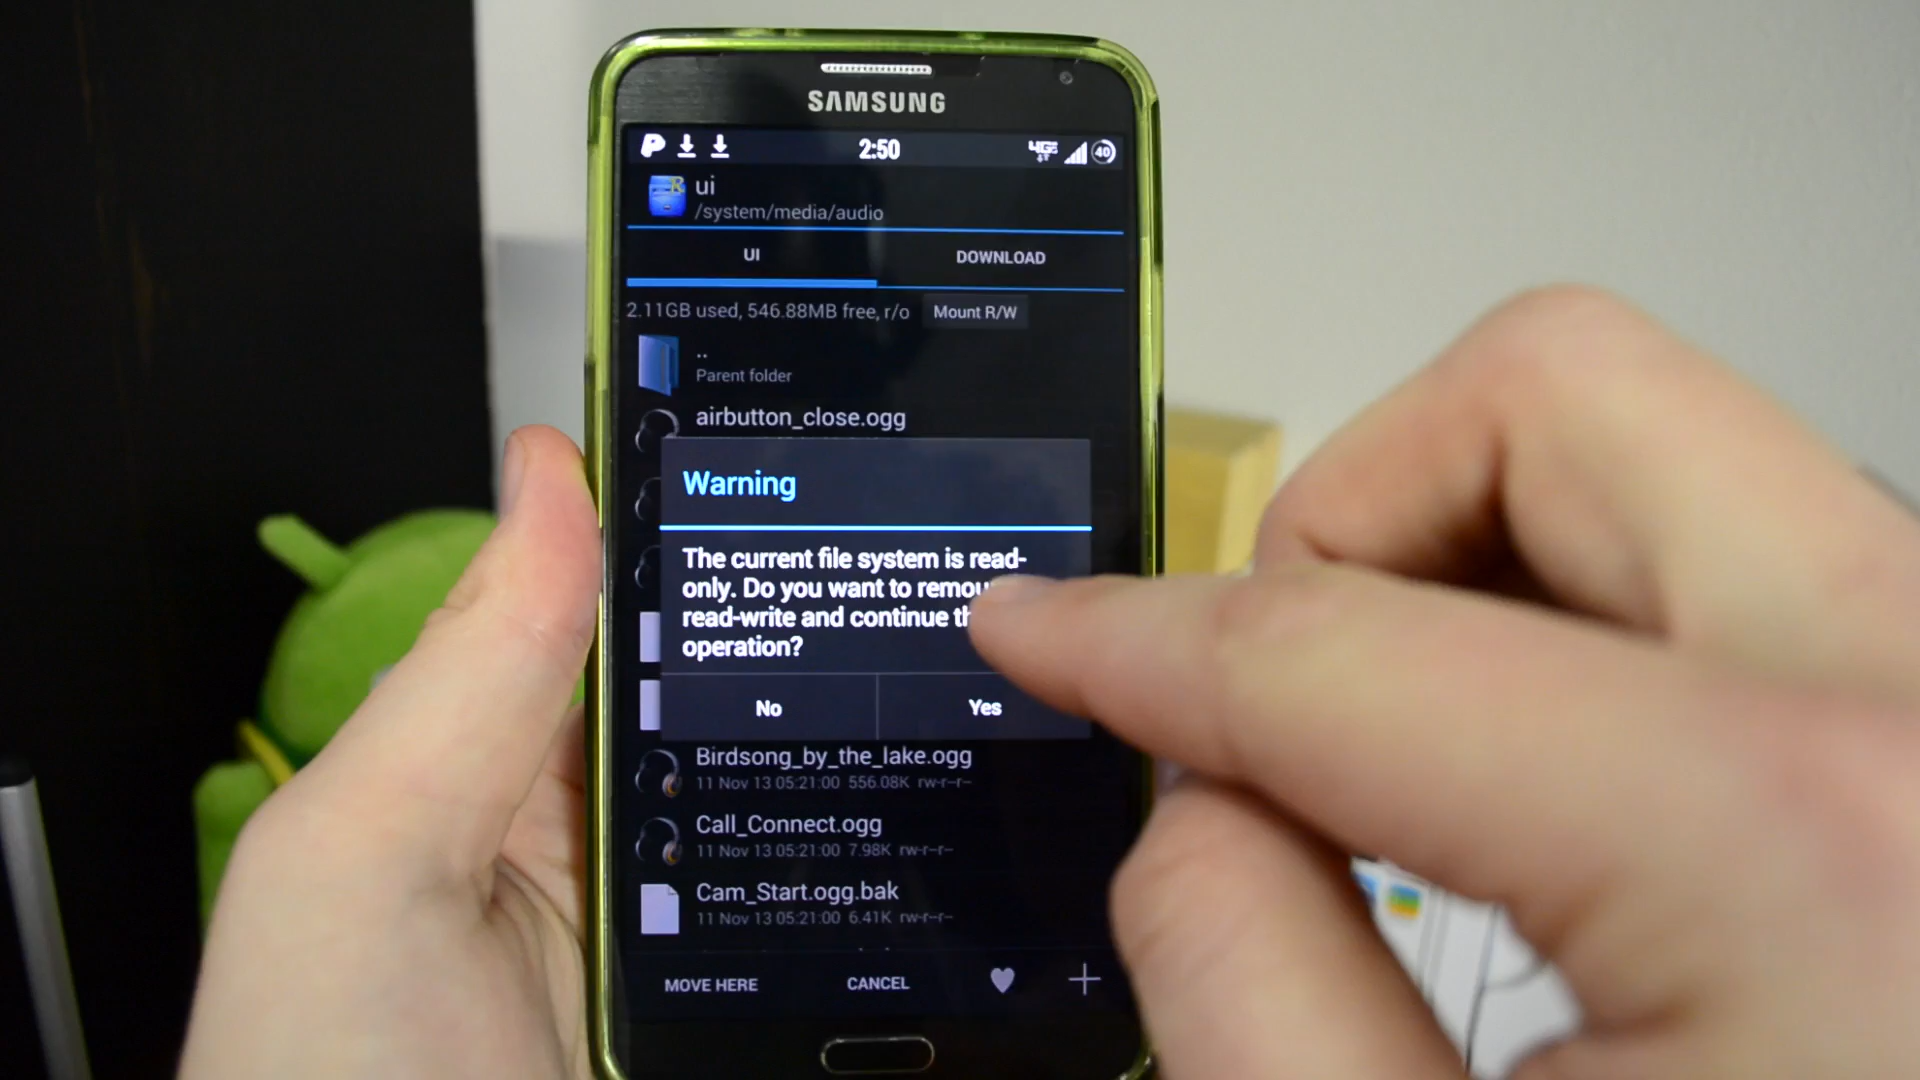 SAMSUNG
2:50
4G
40
ui
/system/media/audio
UI
DOWNLOAD
2.11GB used, 546.88MB free, r/o
Mount R/W
..
Parent folder
airbutton_close.ogg
Warning
The current file system is read-
only. Do you want to
read-write and continue
operation?
No
Yes
Birdsong_by_the_lake.ogg
11 Nov 13 05:21:00 556.08K rw-r--r--
Call_Connect.ogg
11 Nov 13 05:21:00 7.98K rw-r--r--
Cam_Start.ogg.bak
11 Nov 13 05:21:00 6.41K rw-r--r--
MOVE HERE
CANCEL